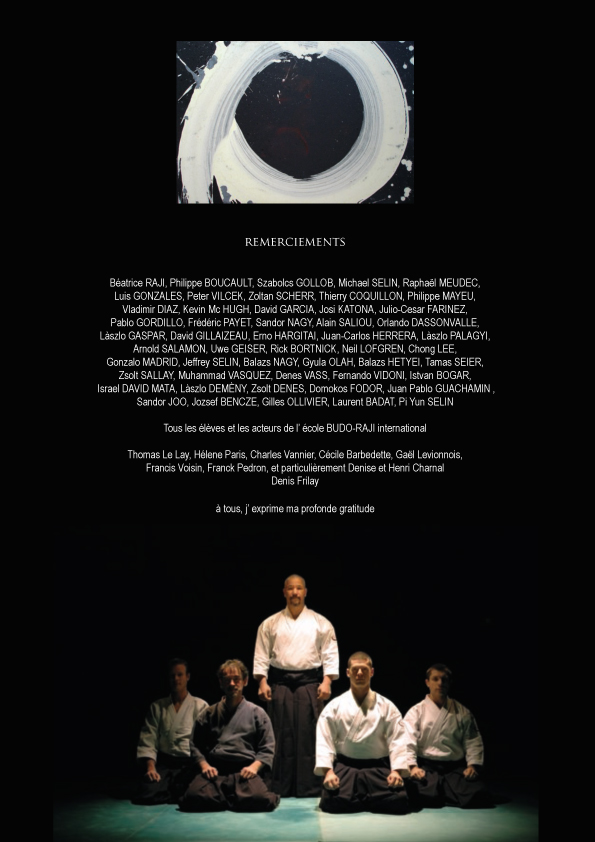 REMERCIEMENTS
Béatrice RAJI, Philippe BOUCAULT, Szabolcs GOLLOB, Michael SELIN, Raphaël MEUDEC,
Luis GONZALES, Peter VILCEK, Zoltan SCHERR, Thierry COQUILLON, Philippe MAYEU,
Vladimir DIAZ, Kevin Mc HUGH, David GARCIA, Josi KATONA, Julio-Cesar FARINEZ,
Pablo GORDILLO, Frédéric PAYET, Sandor NAGY, Alain SALIOU, Orlando DASSONVALLE,
Làszlo GASPAR, David GILLAIZEAU, Erno HARGITAI, Juan-Carlos HERRERA, Làszlo PALAGYI,
Arnold SALAMON, Uwe GEISER, Rick BORTNICK, Neil LOFGREN, Chong LEE,
Gonzalo MADRID, Jeffrey SELIN, Balazs NAGY, Gyula OLAH, Balazs HETYEI, Tamas SEIER,
Zsolt SALLAY, Muhammad VASQUEZ, Denes VASS, Fernando VIDONI, Istvan BOGAR,
Israel DAVID MATA, Làszlo DEMÈNY, Zsolt DENES, Domokos FODOR, Juan Pablo GUACHAMIN ,
Sandor JOO, Jozsef BENCZE, Gilles OLLIVIER, Laurent BADAT, Pi Yun SELIN
Tous les élèves et les acteurs de l' école BUDO-RAJI international
Thomas Le Lay, Hélene Paris, Charles Vannier, Cécile Barbedette, Gaël Levionnois,
Francis Voisin, Franck Pedron, et particulièrement Denise et Henri Charnal
Denis Frilay
à tous, j' exprime ma profonde gratitude